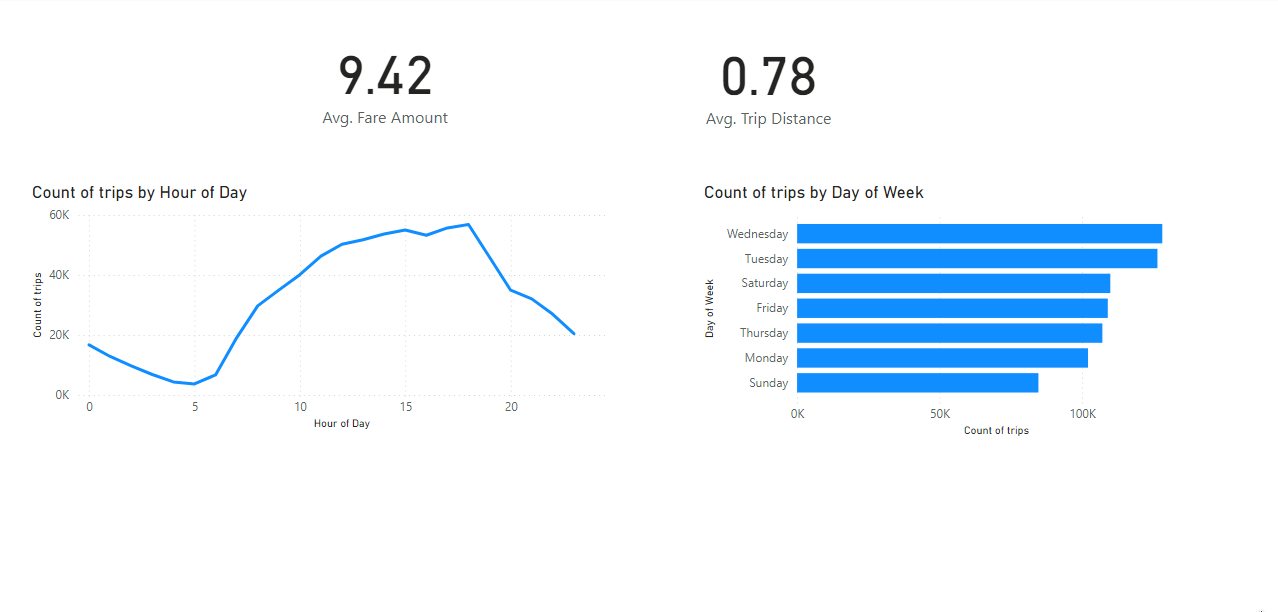 9.42
Avg. Fare Amount
0.78
Avg. Trip Distance
Count of trips by Hour of Day
60K
40K
20K
0K
Count of trips
0 5 10 15 20
Hour of Day
Count of trips by Day of Week
Day of Week
Wednesday
Tuesday
Saturday
Friday
Thursday
Monday
Sunday
0K 50K 100K
Count of trips